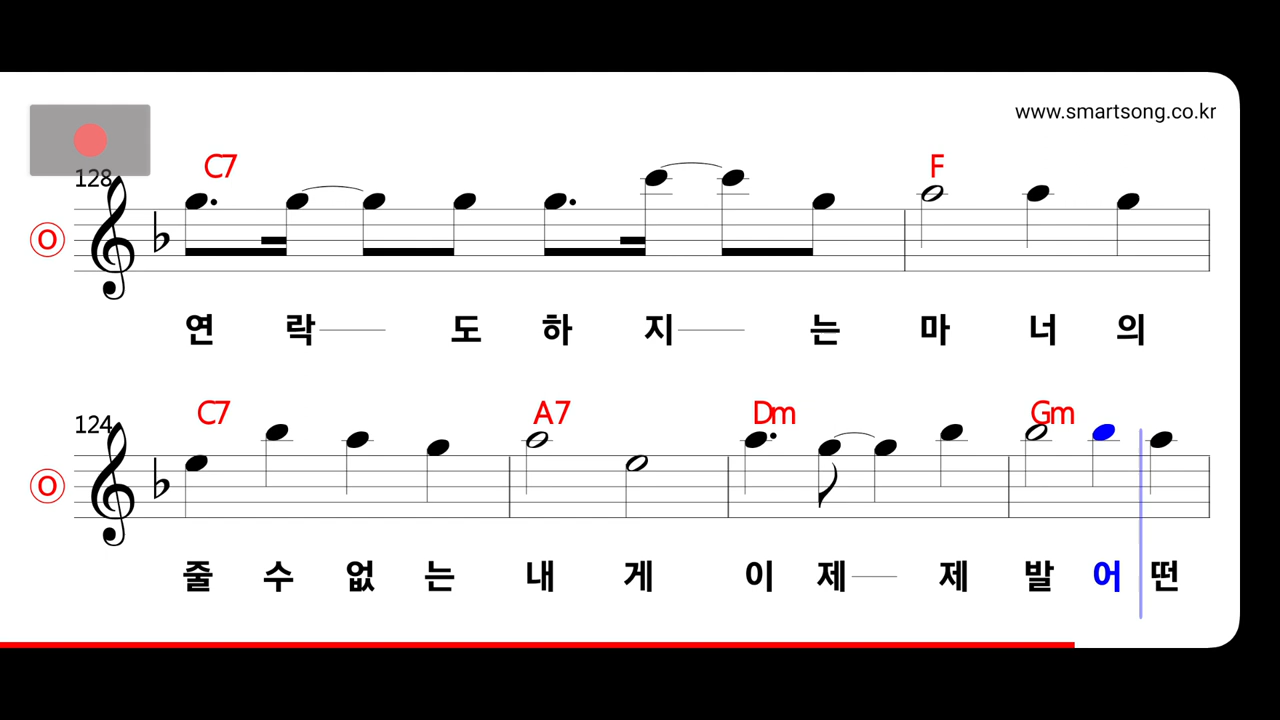 www.smartsong.co.kr
128
C7 F
O
연 락 도 하 지 는 마 너 의
124
C7 A7 Dm Gm
O
줄 수 없 는 내 게 이 제 제 발 어 떤